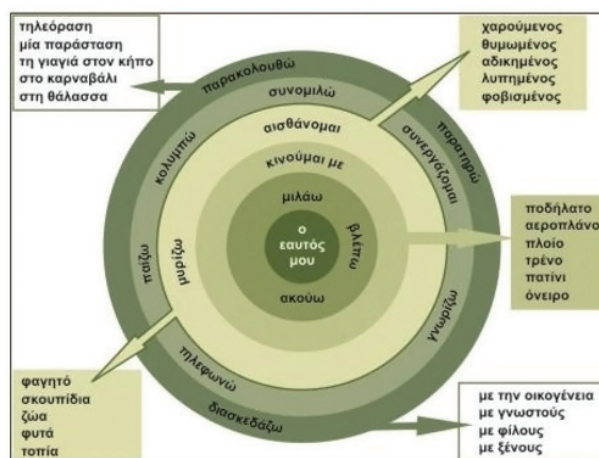 τηλεόραση
μία παράσταση
τη γιαγιά στον κήπο
στο καρναβάλι
στη θάλασσα
χαρούμενος
θυμωμένος
αδικημένος
λυπημένος
φοβισμένος
παρακολουθώ
συνομιλώ
αισθάνομαι
κινούμαι με
μιλάω
ο
εαυτός
μου
βλέπω
ακούω
κολυμπώ
παίζω
μυρίζω
συνεργάζομαι
παρατηρώ
γνωρίζω
τηλεφωνώ
διασκεδάζω
ποδήλατο
αεροπλάνο
πλοίο
τρένο
πατίνι
όνειρο
φαγητό
σκουπίδια
ζώα
φυτά
τοπία
με την οικογένεια
με γνωστούς
με φίλους
με ξένους